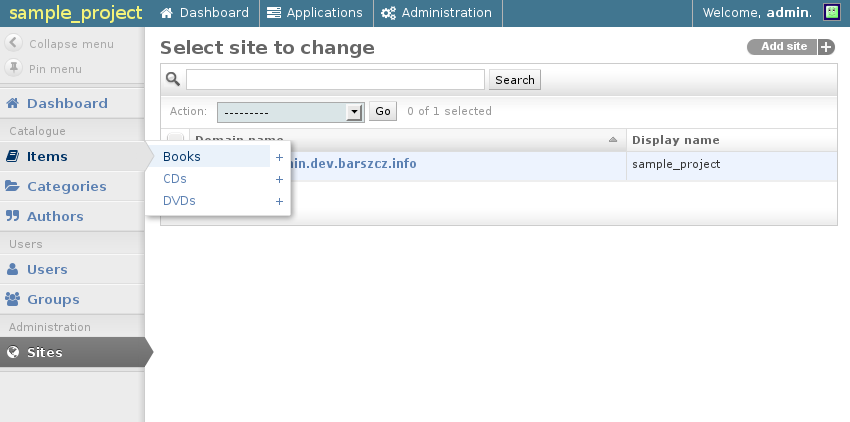 sample_project Dashboard Applications Administration Welcome, admin.
Collapse menu
Pin menu
Dashboard
Catalogue
Items
Categories
Authors
Users
Users
Groups
Administration
Sites
Books +
CDs +
DVDs +
Select site to change
Add site +
Search
Action: --------- Go 0 of 1 selected
Domain name Display name
.dev.barszcz.info sample_project